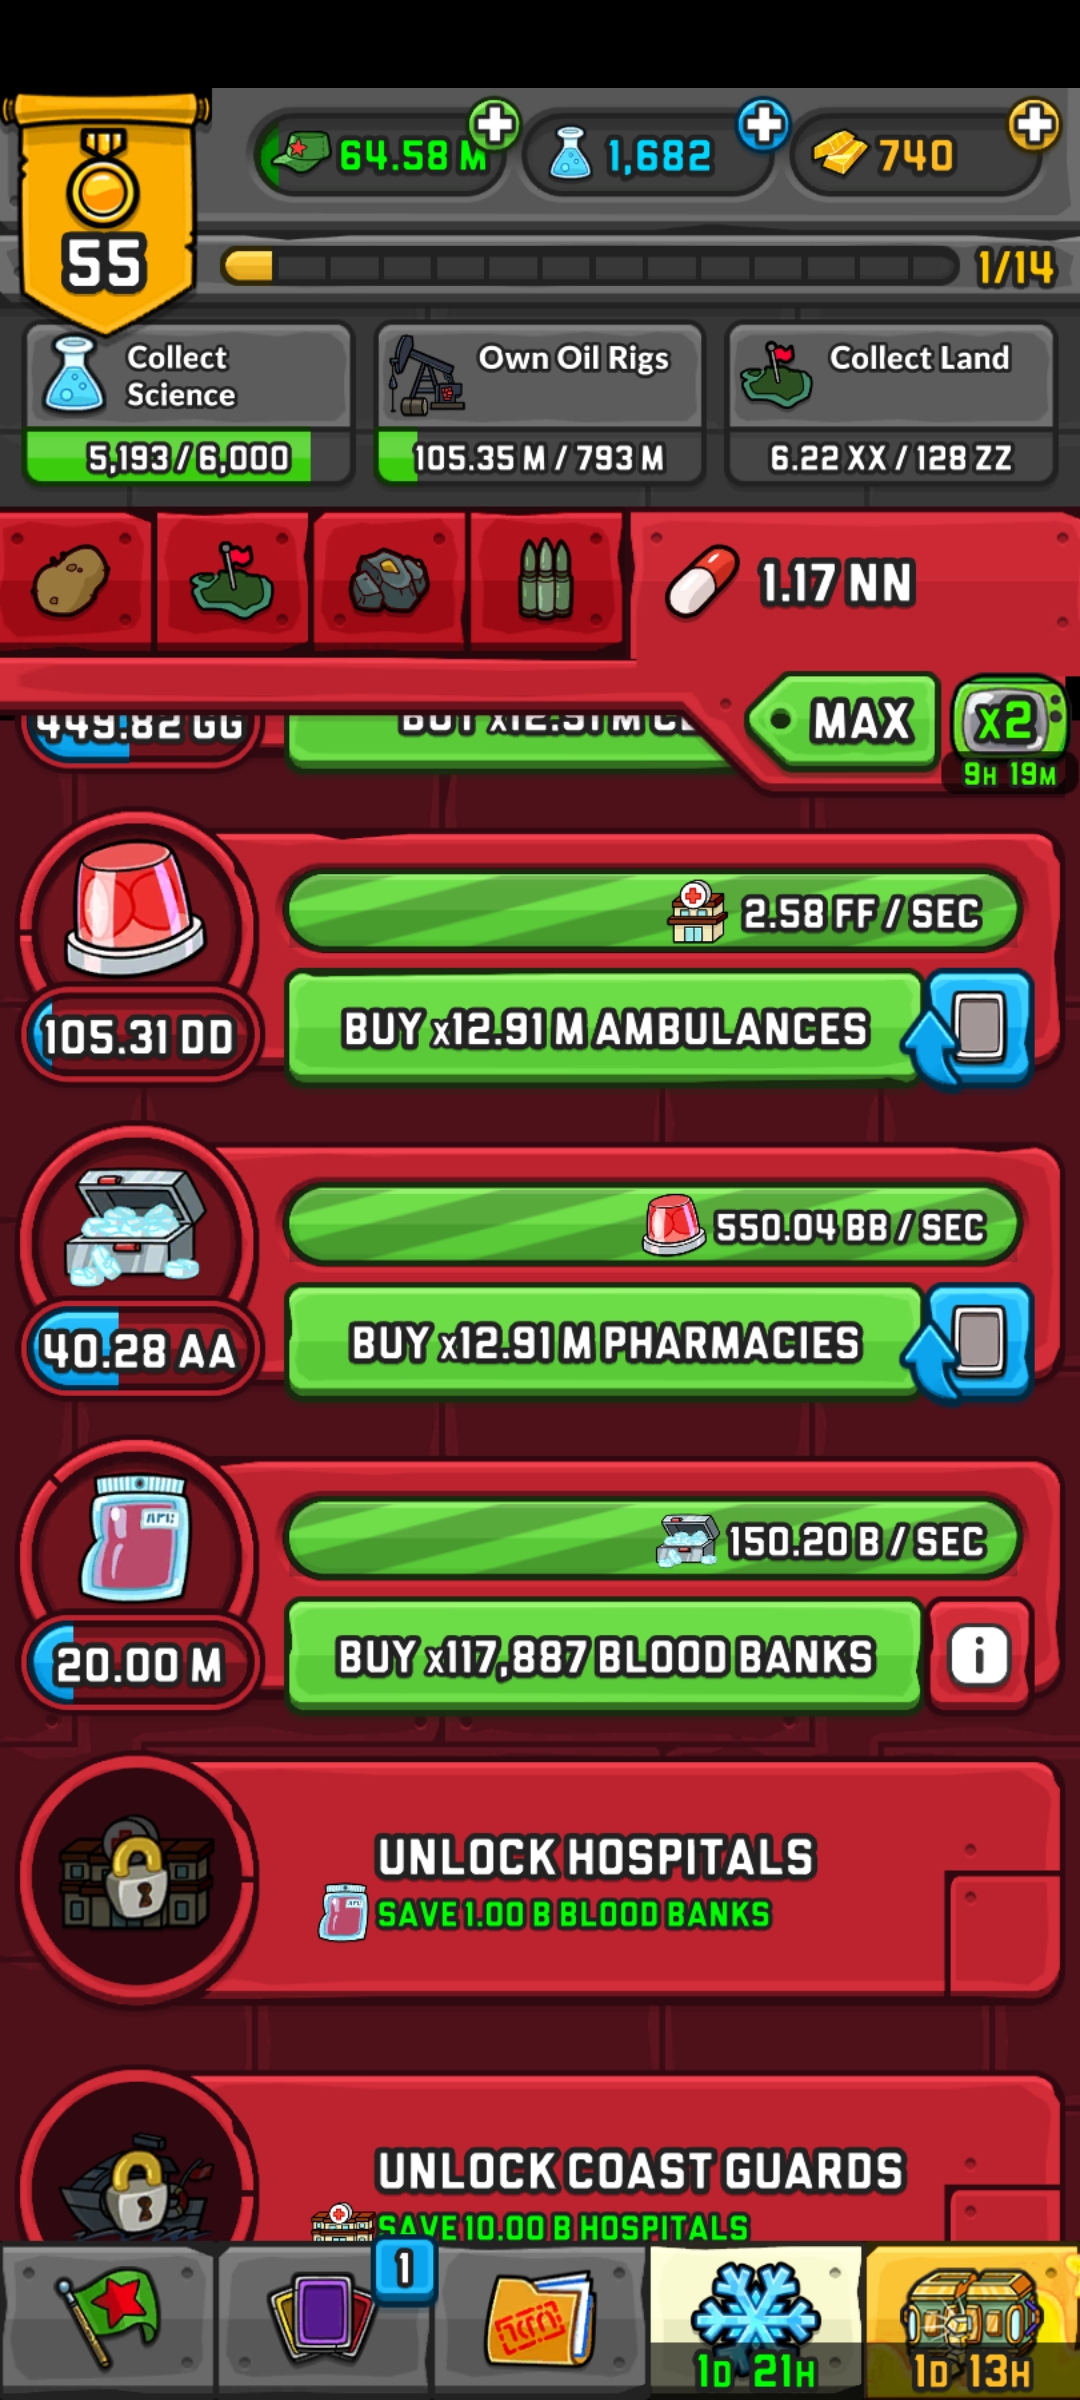 64.58 M
1,682
740
55
1/14
Collect
Science
5,193 / 6,000
Own Oil Rigs
105.35 M / 793 M
Collect Land
6.22 XX / 128 ZZ
1.17 NN
MAX
x2
9H 19M
449.82 GG
2.58 FF / SEC
105.31 DD
BUY x12.91 M AMBULANCES
550.04 BB / SEC
40.28 AA
BUY x12.91 M PHARMACIES
150.20 B / SEC
20.00 M
BUY x117,887 BLOOD BANKS
i
UNLOCK HOSPITALS
SAVE 1.00 B BLOOD BANKS
UNLOCK COAST GUARDS
SAVE 10.00 B HOSPITALS
1
1D 21H
1D 13H